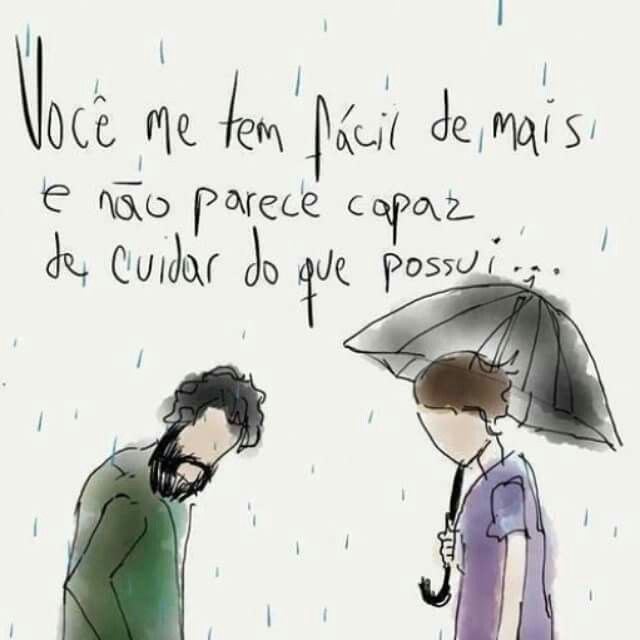 Você me tem fácil de mais
e não parece capaz
de cuidar do que possui...